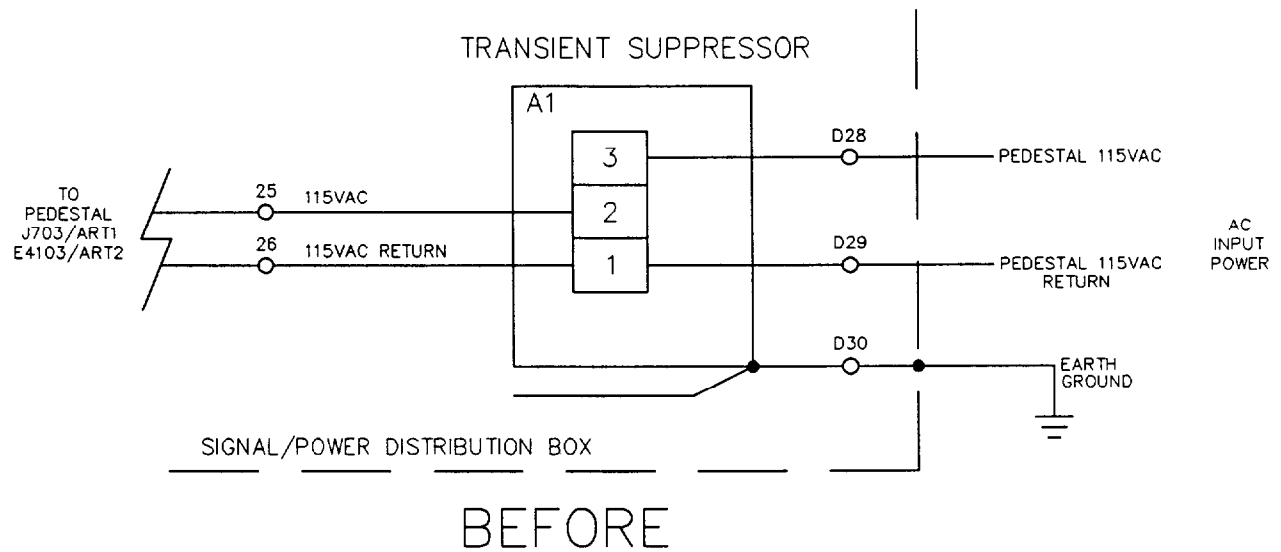 TRANSIENT SUPPRESSOR
A1
D28
3
PEDESTAL 115VAC
TO
PEDESTAL
J703/ART1
E4103/ART2
25
115VAC
2
26
115VAC RETURN
1
D29
PEDESTAL 115VAC
RETURN
AC
INPUT
POWER
D30
EARTH
GROUND
SIGNAL/POWER DISTRIBUTION BOX
BEFORE